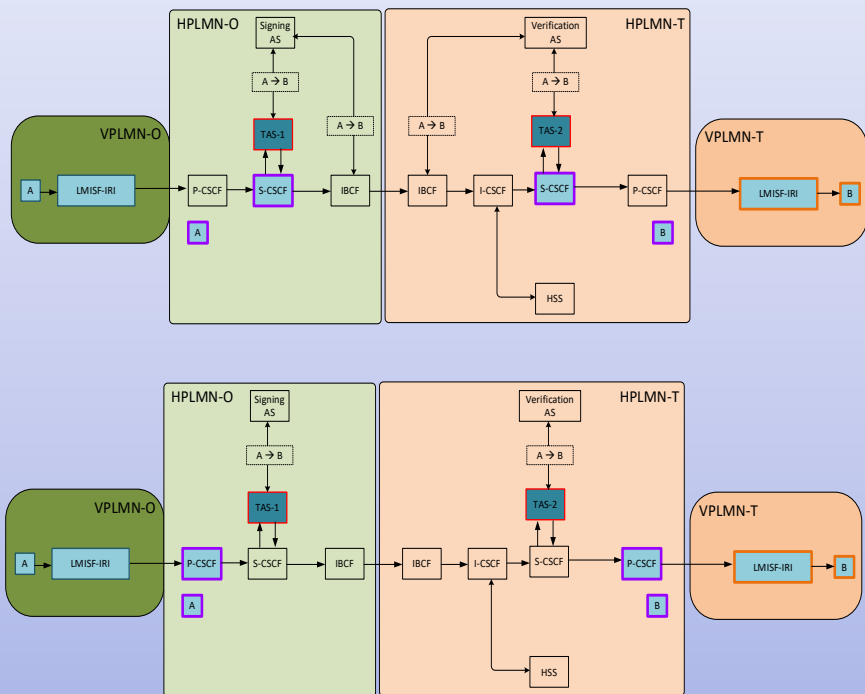 HPLMN-O
Signing
AS
Verification
AS
HPLMN-T
A → B
A → B
A → B
A → B
VPLMN-O
TAS-1
TAS-2
VPLMN-T
A
LMISF-IRI
P-CSCF
S-CSCF
IBCF
IBCF
I-CSCF
S-CSCF
P-CSCF
LMISF-IRI
B
A
B
HSS
HPLMN-O
Signing
AS
Verification
AS
HPLMN-T
A → B
A → B
VPLMN-O
TAS-1
TAS-2
VPLMN-T
A
LMISF-IRI
P-CSCF
S-CSCF
IBCF
IBCF
I-CSCF
S-CSCF
P-CSCF
LMISF-IRI
B
A
B
HSS